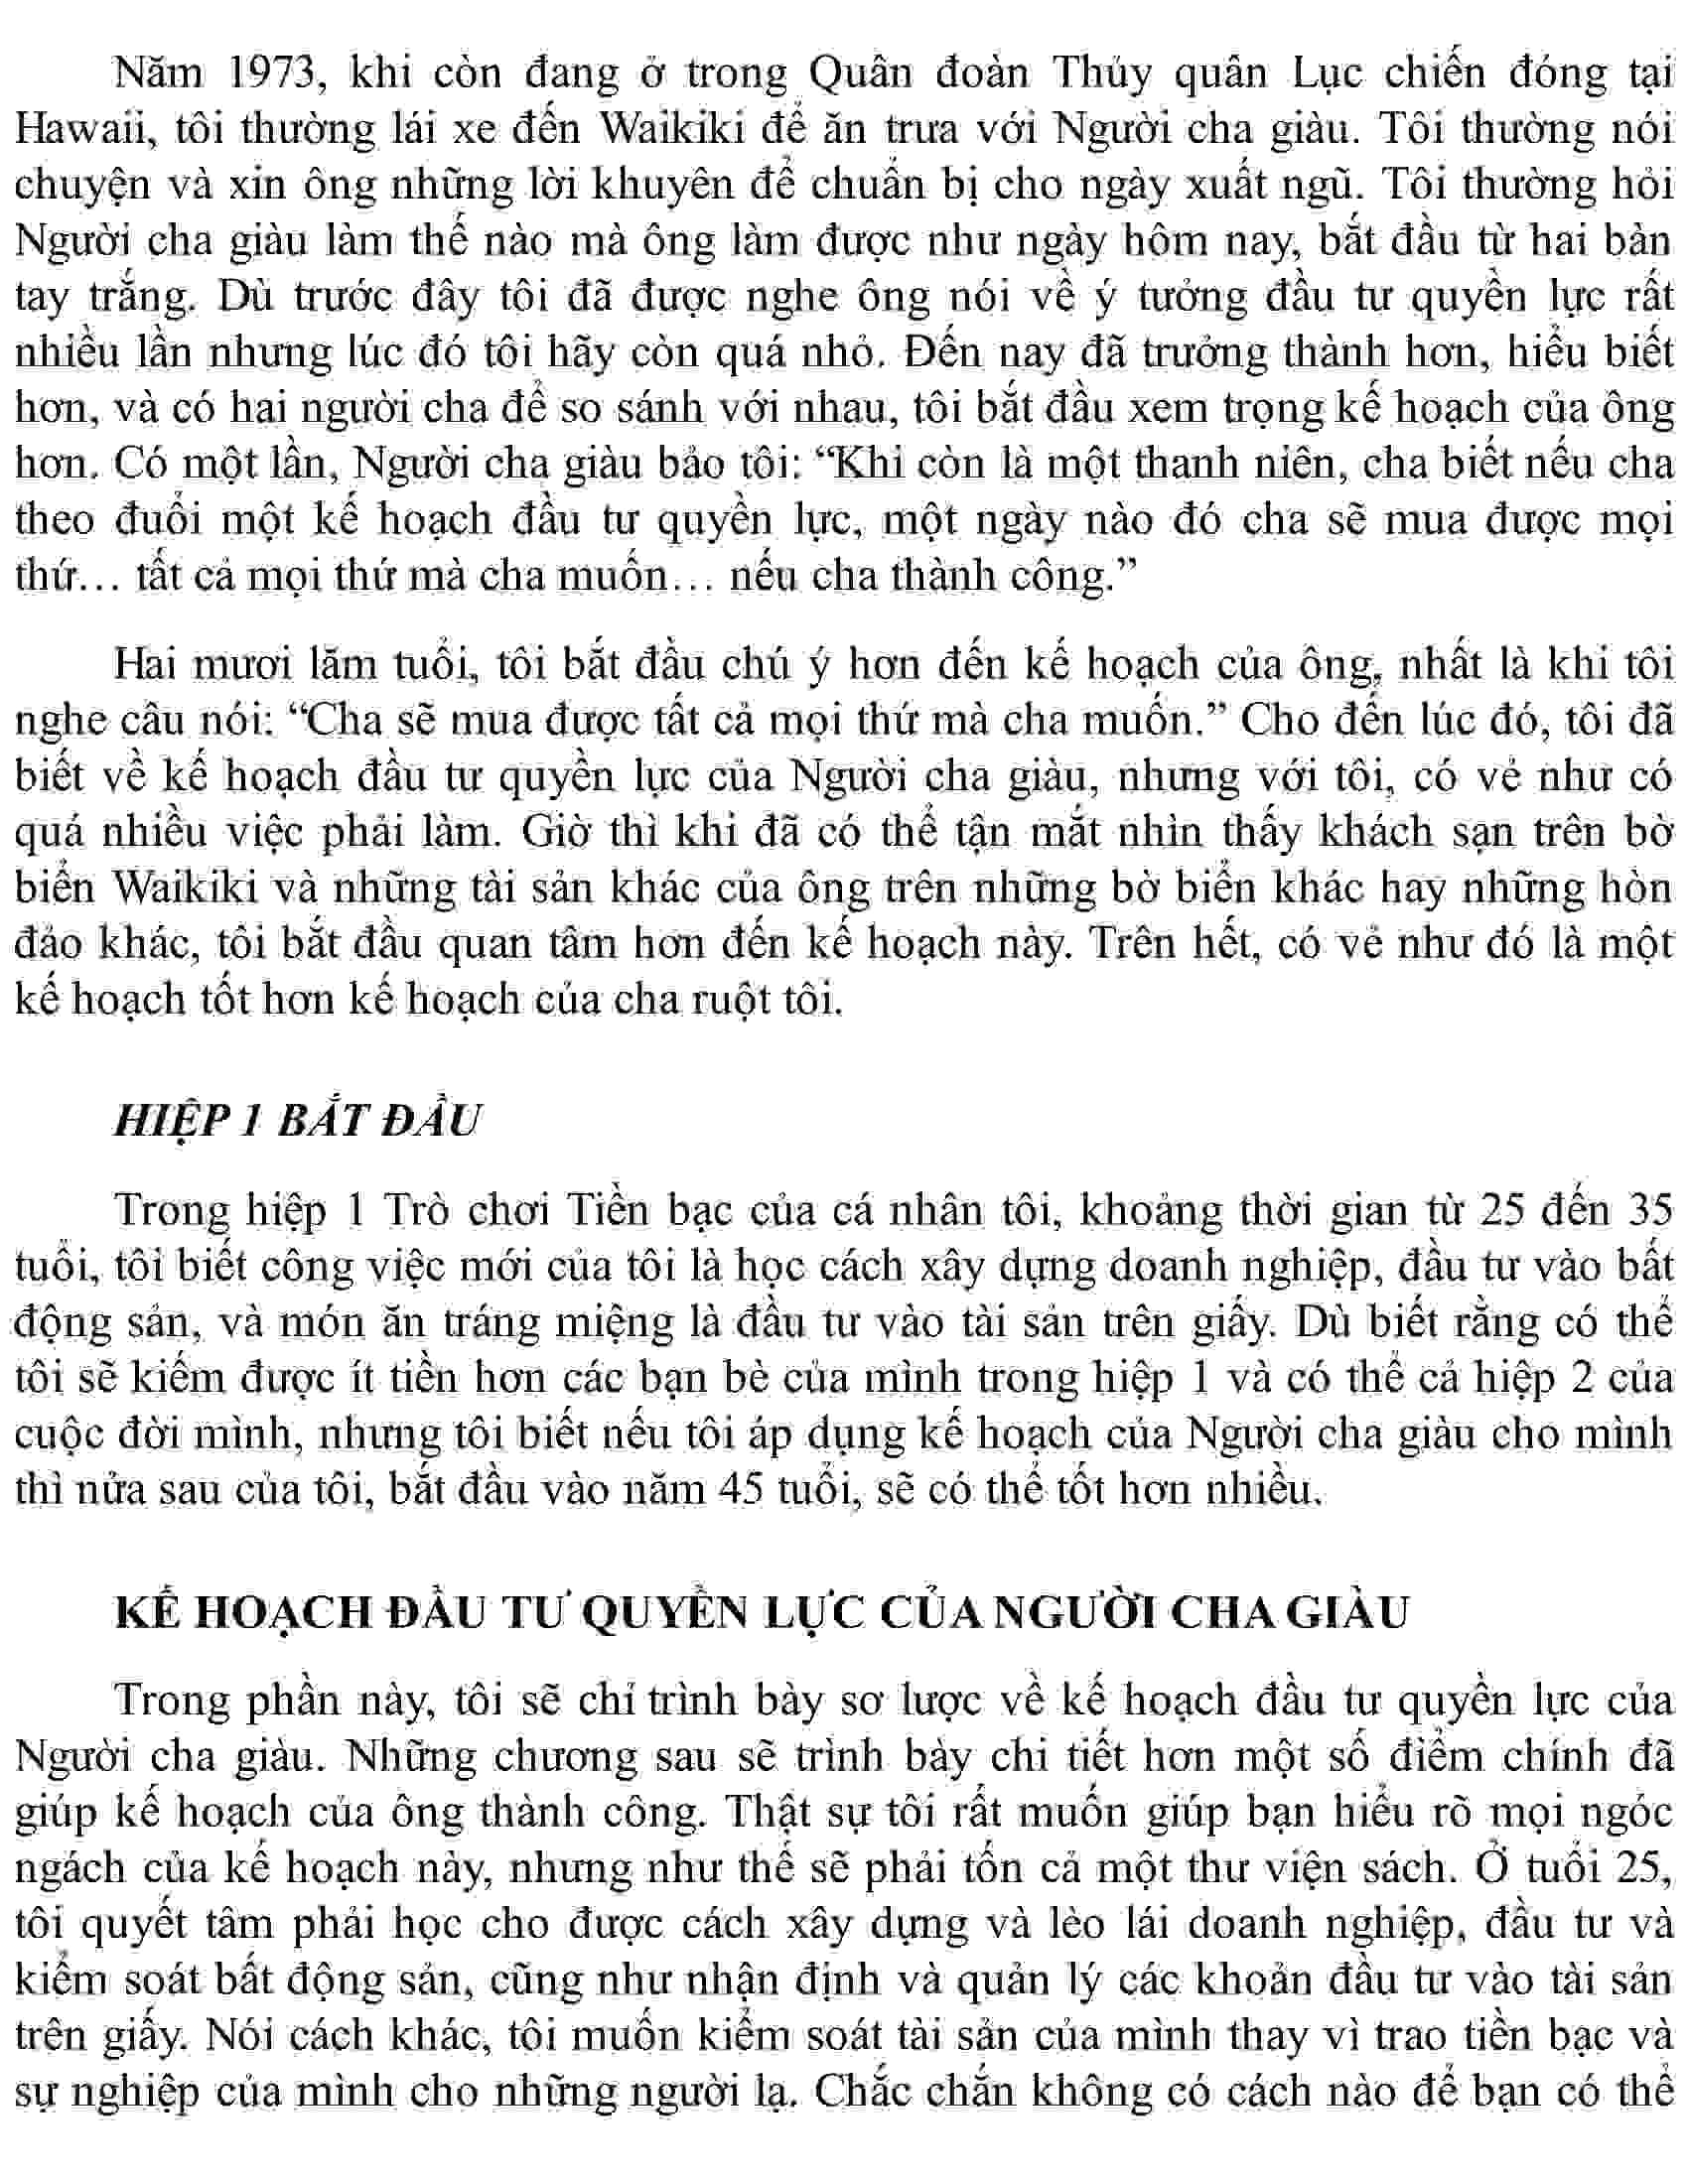 Năm 1973, khi còn đang ở trong Quân đoàn Thủy quân Lục chiến đóng tại
Hawaii, tôi thường lái xe đến Waikiki để ăn trưa với Người cha giàu. Tôi thường nói
chuyện và xin ông những lời khuyên để chuẩn bị cho ngày xuất ngũ. Tôi thường hỏi
Người cha giàu làm thế nào mà ông làm được như ngày hôm nay, bắt đầu từ hai bàn
tay trắng. Dù trước đây tôi đã được nghe ông nói về ý tưởng đầu tư quyền lực rất
nhiều lần nhưng lúc đó tôi hãy còn quá nhỏ. Đến nay đã trưởng thành hơn, hiểu biết
hơn, và có hai người cha để so sánh với nhau, tôi bắt đầu xem trọng kế hoạch của ông
hơn. Có một lần, Người cha giàu bảo tôi: “Khi còn là một thanh niên, cha biết nếu cha
theo đuổi một kế hoạch đầu tư quyền lực, một ngày nào đó cha sẽ mua được mọi
thứ… tất cả mọi thứ mà cha muốn… nếu cha thành công.”
Hai mươi lăm tuổi, tôi bắt đầu chú ý hơn đến kế hoạch của ông, nhất là khi tôi
nghe câu nói: “Cha sẽ mua được tất cả mọi thứ mà cha muốn.” Cho đến lúc đó, tôi đã
biết về kế hoạch đầu tư quyền lực của Người cha giàu, nhưng với tôi, có vẻ như có
quá nhiều việc phải làm. Giờ thì khi đã có thể tận mắt nhìn thấy khách sạn trên bờ
biển Waikiki và những tài sản khác của ông trên những bờ biển khác hay những hòn
đảo khác, tôi bắt đầu quan tâm hơn đến kế hoạch này. Trên hết, có vẻ như đó là một
kế hoạch tốt hơn kế hoạch của cha ruột tôi.
HIỆP 1 BẮT ĐẦU
Trong hiệp 1 Trò chơi Tiền bạc của cá nhân tôi, khoảng thời gian từ 25 đến 35
tuổi, tôi biết công việc mới của tôi là học cách xây dựng doanh nghiệp, đầu tư vào bất
động sản, và món ăn tráng miệng là đầu tư vào tài sản trên giấy. Dù biết rằng có thể
tôi sẽ kiếm được ít tiền hơn các bạn bè của mình trong hiệp 1 và có thể cả hiệp 2 của
cuộc đời mình, nhưng tôi biết nếu tôi áp dụng kế hoạch của Người cha giàu cho mình
thì nửa sau của tôi, bắt đầu vào năm 45 tuổi, sẽ có thể tốt hơn nhiều.
KẾ HOẠCH ĐẦU TƯ QUYỀN LỰC CỦA NGƯỜI CHA GIÀU
Trong phần này, tôi sẽ chỉ trình bày sơ lược về kế hoạch đầu tư quyền lực của
Người cha giàu. Những chương sau sẽ trình bày chi tiết hơn một số điểm chính đã
giúp kế hoạch của ông thành công. Thật sự tôi rất muốn giúp bạn hiểu rõ mọi ngóc
ngách của kế hoạch này, nhưng như thế sẽ phải tốn cả một thư viện sách. Ở tuổi 25,
tôi quyết tâm phải học cho được cách xây dựng và lèo lái doanh nghiệp, đầu tư và
kiểm soát bất động sản, cũng như nhận định và quản lý các khoản đầu tư vào tài sản
trên giấy. Nói cách khác, tôi muốn kiểm soát tài sản của mình thay vì trao tiền bạc và
sự nghiệp của mình cho những người lạ. Chắc chắn không có cách nào để bạn có thể